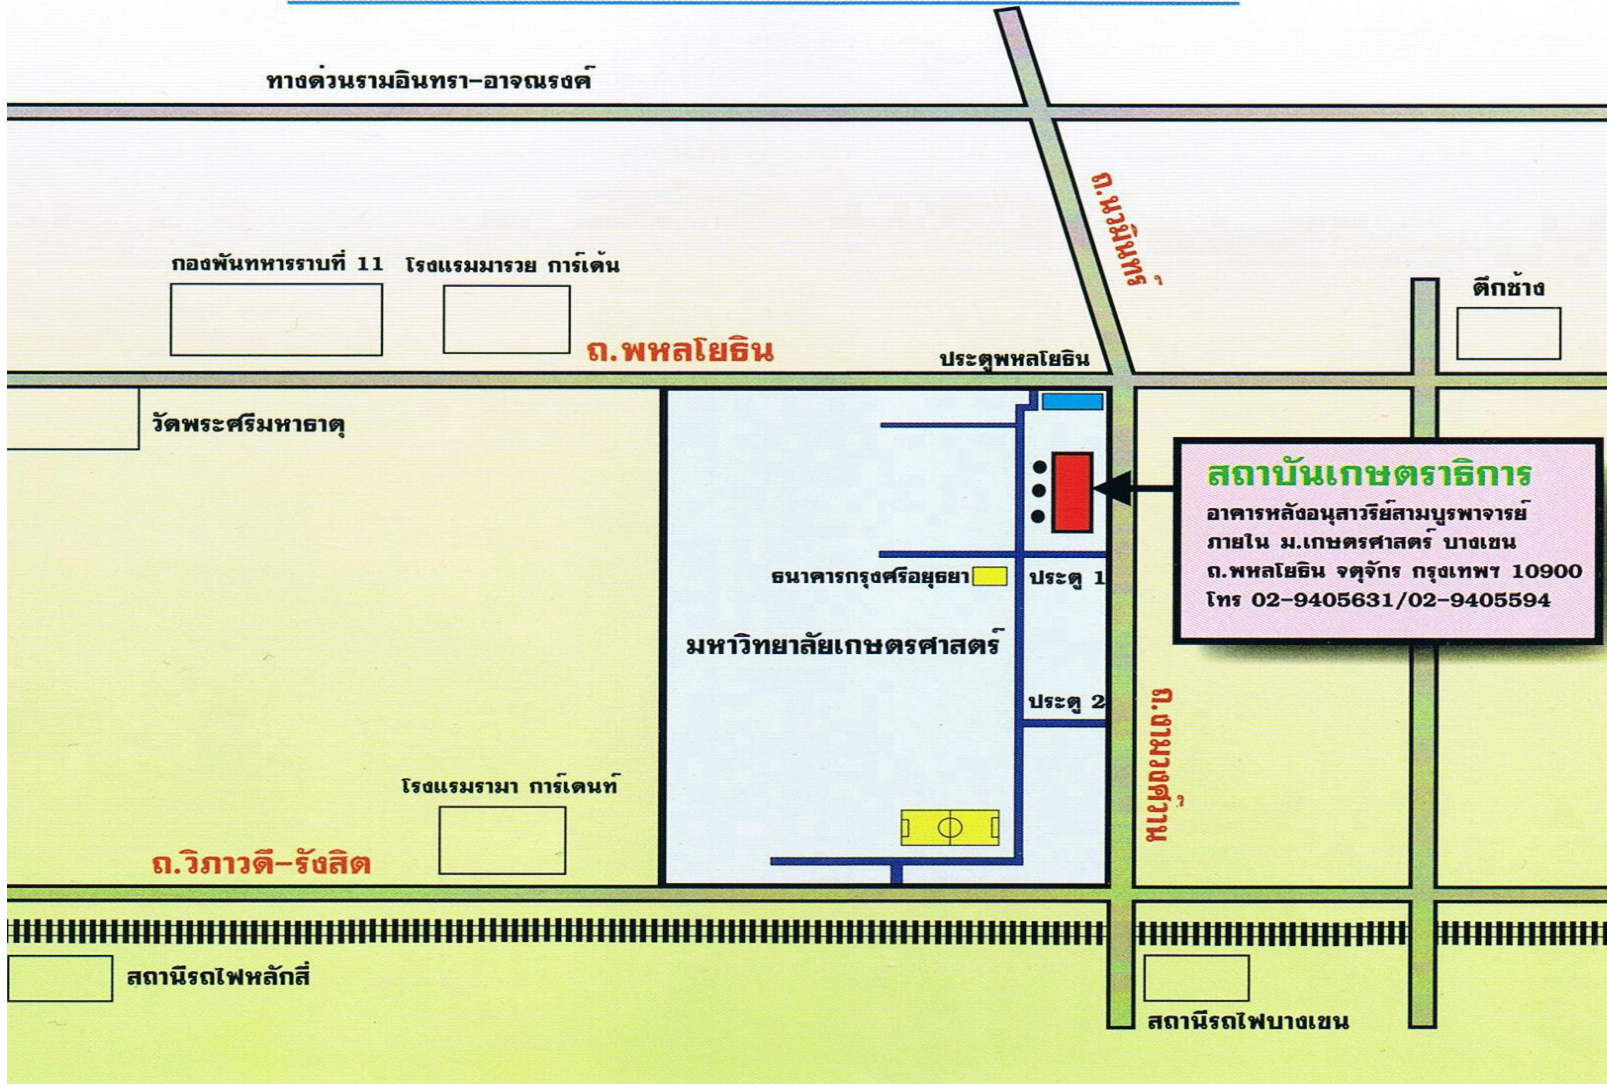 ทางด่วนรามอินทรา-อาจณรงค์
ถ.นวมินทร์
กองพันทหารราบที่ 11
โรงแรมมารวย การ์เด้น
ตึกช้าง
ถ.พหลโยธิน
ประตูพหลโยธิน
วัดพระศรีมหาธาตุ
สถาบันเกษตราธิการ
อาคารหลังอนุสาวรีย์สามบูรพาจารย์
ภายใน ม.เกษตรศาสตร์ บางเขน
ถ.พหลโยธิน จตุจักร กรุงเทพฯ 10900
โทร 02-9405631/02-9405594
ธนาคารกรุงศรีอยุธยา
ประตู 1
มหาวิทยาลัยเกษตรศาสตร์
ประตู 2
ถ.งามวงศ์วาน
โรงแรมรามา การ์เดนท์
ถ.วิภาวดี-รังสิต
สถานีรถไฟหลักสี่
สถานีรถไฟบางเขน